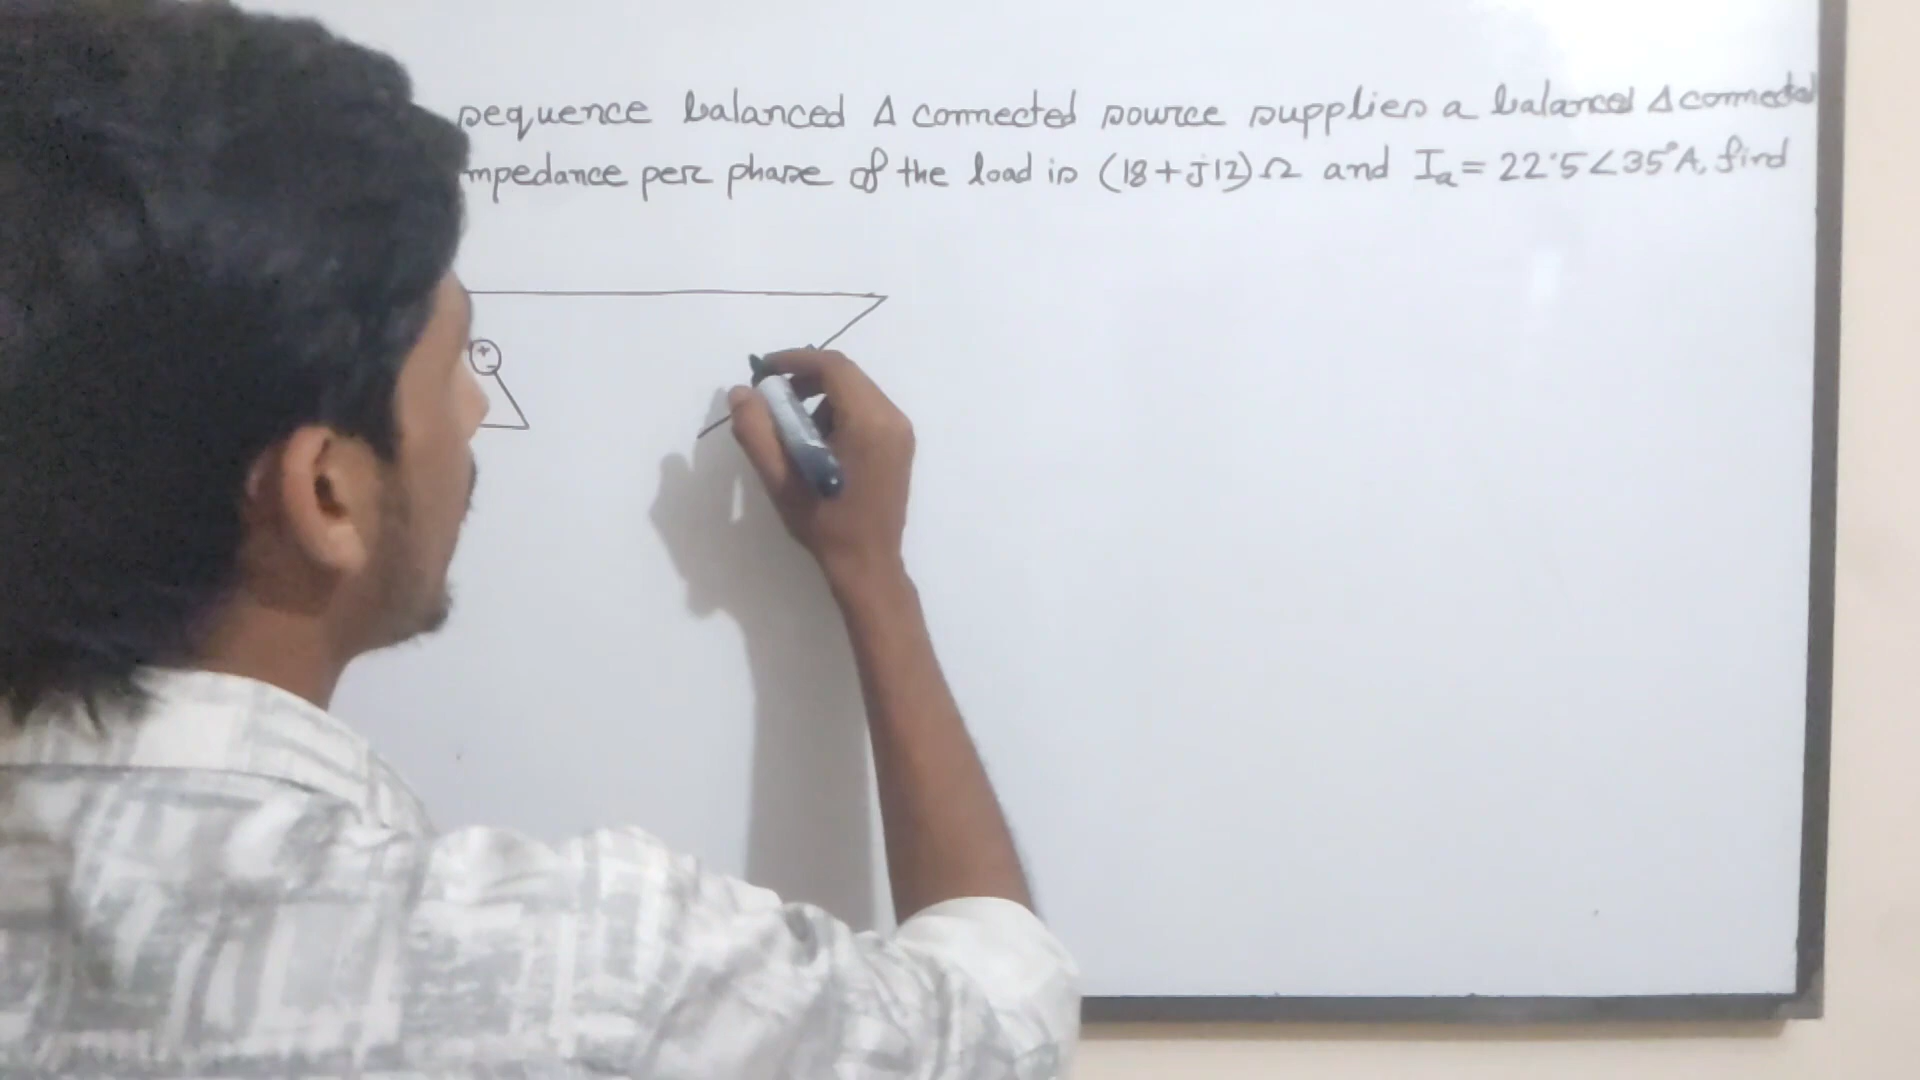 sequence balanced Δ connected source supplies a balanced Δ connected
mpedance per phase of the load is (18+j12)Ω and Ia = 22.5∠35°A, find
+
-